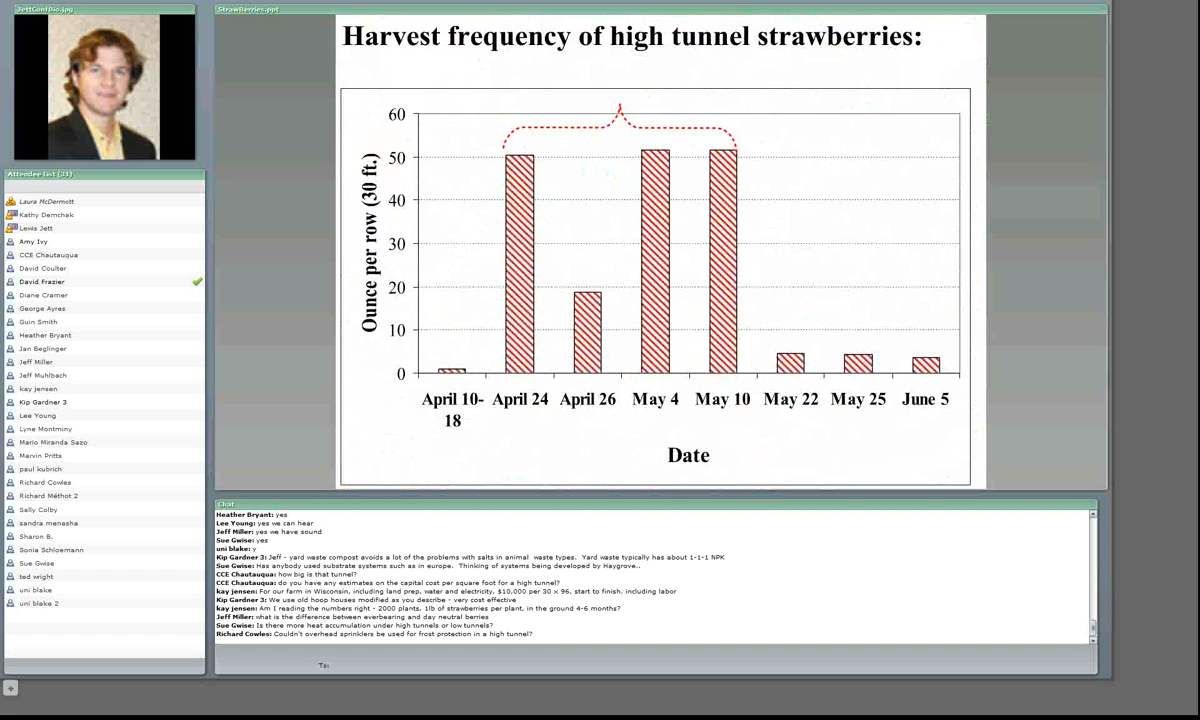 JettConfBio.jpg
Attendee List (31)
Laura McDermott
Kathy Demchak
Lewis Jett
Amy Ivy
CCE Chautauqua
David Coulter
David Frazier
Diane Cramer
George Ayres
Guin Smith
Heather Bryant
Jan Beglinger
Jeff Miller
Jeff Muhlbach
kay jensen
Kip Gardner 3
Lee Young
Lyne Montminy
Mario Miranda Sazo
Marvin Pritts
paul kubrich
Richard Cowles
Richard Méthot 2
Sally Colby
sandra menasha
Sharon B.
Sonia Schloemann
Sue Gwise
ted wright
uni blake
uni blake 2
StrawBerries.ppt
Harvest frequency of high tunnel strawberries:
Ounce per row (30 ft.)
60
50
40
30
20
10
0
April 10-18 April 24 April 26 May 4 May 10 May 22 May 25 June 5
Date
Chat
Heather Bryant: yes
Lee Young: yes we can hear
Jeff Miller: yes we have sound
Sue Gwise: yes
uni blake: y
Kip Gardner 3: Jeff - yard waste compost avoids a lot of the problems with salts in animal waste types. Yard waste typically has about 1-1-1 NPK
Sue Gwise: Has anybody used substrate systems such as in europe. Thinking of systems being developed by Haygrove..
CCE Chautauqua: how big is that tunnel?
CCE Chautauqua: do you have any estimates on the capital cost per square foot for a high tunnel?
kay jensen: For our farm in Wisconsin, including land prep, water and electricity, $10,000 per 30 x 96, start to finish, including labor
Kip Gardner 3: We use old hoop houses modified as you describe - very cost effective
kay jensen: Am I reading the numbers right - 2000 plants, 1lb of strawberries per plant, in the ground 4-6 months?
Jeff Miller: what is the difference between everbearing and day neutral berries
Sue Gwise: Is there more heat accumulation under high tunnels or low tunnels?
Richard Cowles: Couldn't overhead sprinklers be used for frost protection in a high tunnel?
To: